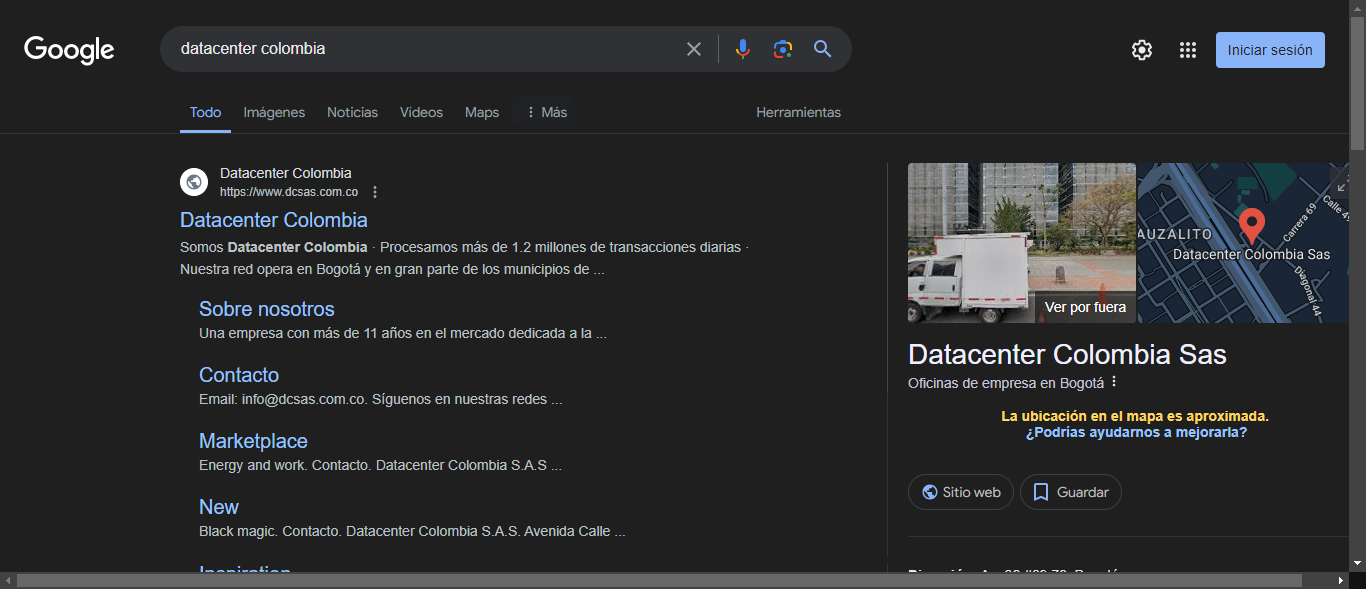 Google
datacenter colombia
Iniciar sesión
Todo
Imágenes
Noticias
Vídeos
Maps
Más
Herramientas
Datacenter Colombia
https://www.dcsas.com.co
Datacenter Colombia
Somos Datacenter Colombia · Procesamos más de 1.2 millones de transacciones diarias ·
Nuestra red opera en Bogotá y en gran parte de los municipios de ...
Sobre nosotros
Una empresa con más de 11 años en el mercado dedicada a la ...
Contacto
Email: info@dcsas.com.co. Síguenos en nuestras redes ...
Marketplace
Energy and work. Contacto. Datacenter Colombia S.A.S ...
New
Black magic. Contacto. Datacenter Colombia S.A.S. Avenida Calle ...
Ver por fuera
AUZALITO
Carrera 69
Datacenter Colombia Sas
Diagonal 44
Datacenter Colombia Sas
Oficinas de empresa en Bogotá
La ubicación en el mapa es aproximada.
¿Podrías ayudarnos a mejorarla?
Sitio web
Guardar